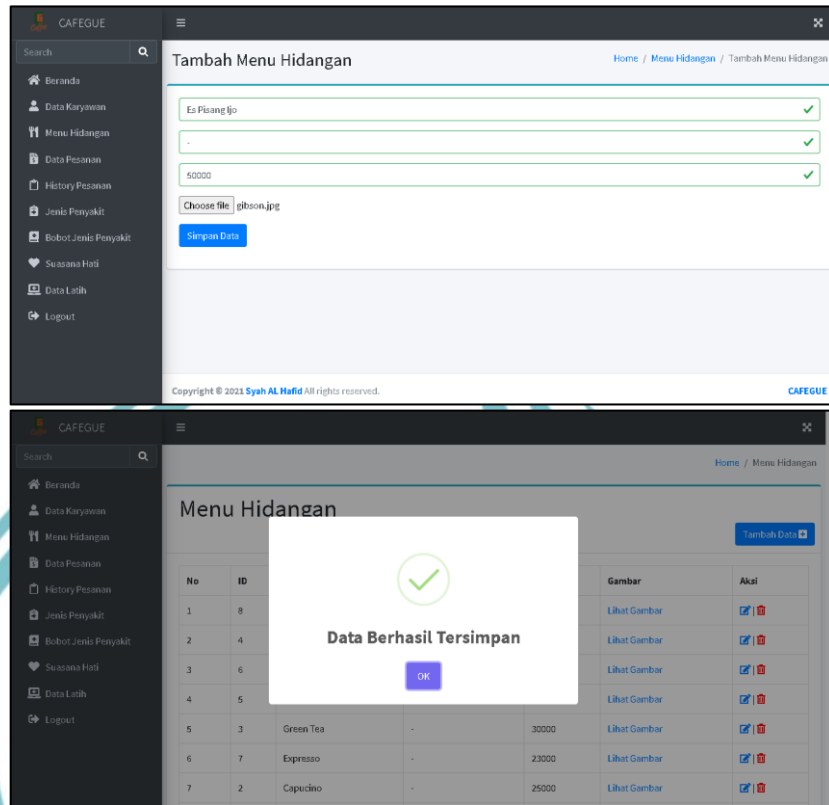 CAFEGUE
Search
Tambah Menu Hidangan
Home / Menu Hidangan / Tambah Menu Hidangan
Beranda
Data Karyawan
Menu Hidangan
Data Pesanan
History Pesanan
Jenis Penyakit
Bobot Jenis Penyakit
Suasana Hati
Data Latih
Logout
Es Pisang Ijo
-
50000
Choose file gibson.jpg
Simpan Data
Copyright © 2021 Syah AL Hafid All rights reserved.
CAFEGUE
CAFEGUE
Search
Home / Menu Hidangan
Beranda
Data Karyawan
Menu Hidangan
Data Pesanan
History Pesanan
Jenis Penyakit
Bobot Jenis Penyakit
Suasana Hati
Data Latih
Logout
Menu Hidangan
Tambah Data
No ID Gambar Aksi
1 8 Lihat Gambar |
2 4 Lihat Gambar |
3 6 Lihat Gambar |
4 5 Lihat Gambar |
5 3 Green Tea - 30000 Lihat Gambar |
6 7 Expresso - 23000 Lihat Gambar |
7 2 Capucino - 25000 Lihat Gambar |
Data Berhasil Tersimpan
OK